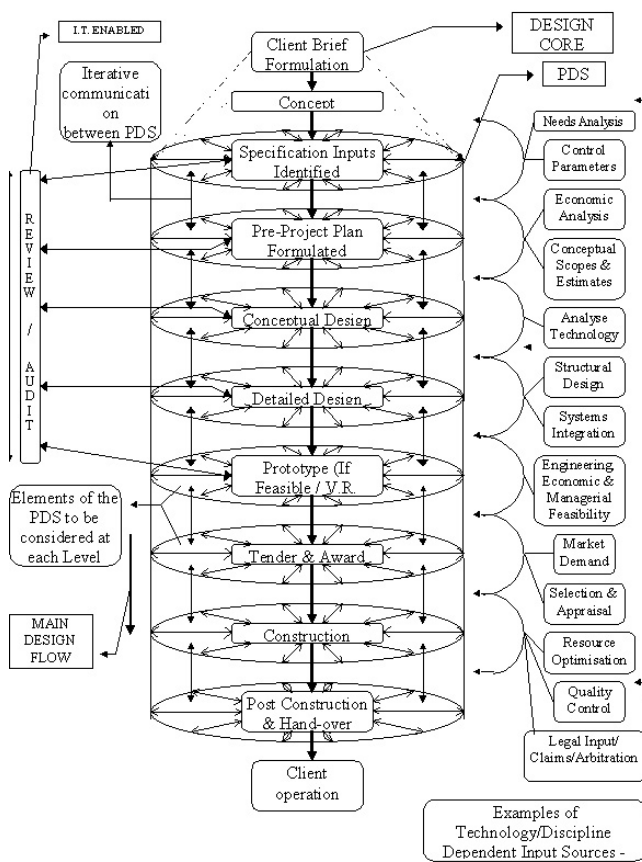 I.T. ENABLED
Client Brief
Formulation
DESIGN
CORE
Iterative
communicati
on
between PDS
Concept
PDS
Needs Analysis
Specification Inputs
Identified
Control
Parameters
REVIEW / AUDIT
Pre-Project Plan
Formulated
Economic
Analysis
Conceptual
Scopes &
Estimates
Conceptual Design
Analyse
Technology
Detailed Design
Structural
Design
Systems
Integration
Prototype (If
Feasible / V.R.
Engineering,
Economic &
Managerial
Feasibility
Elements of the
PDS to be
considered at
each Level
Tender & Award
Market
Demand
Selection &
Appraisal
MAIN
DESIGN
FLOW
Construction
Resource
Optimisation
Quality
Control
Post Construction
& Hand-over
Legal Input/
Claims/Arbitration
Client
operation
Examples of
Technology/Discipline
Dependent Input Sources -